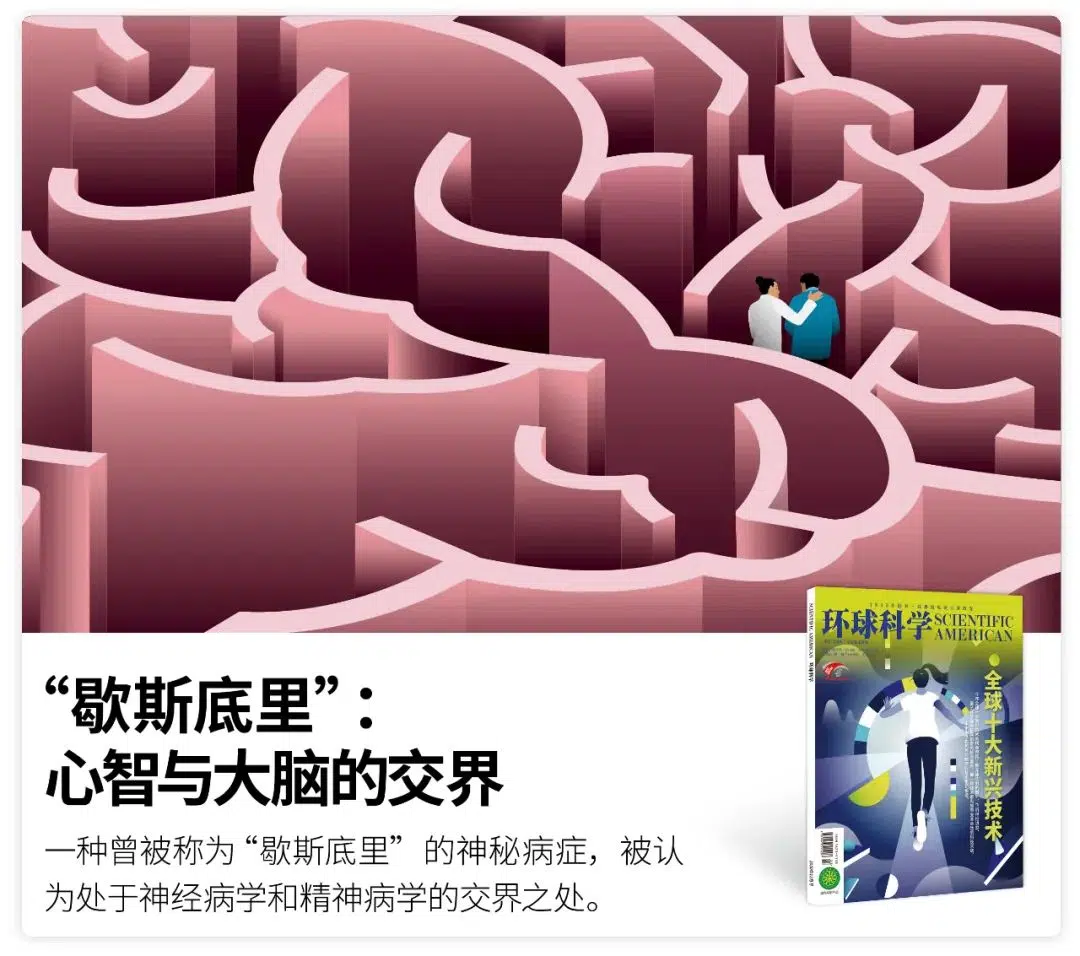 “歇斯底里”：
心智与大脑的交界
一种曾被称为“歇斯底里”的神秘病症，被认
为处于神经病学和精神病学的交界之处。
环球科学
SCIENTIFIC
AMERICAN
全球十大新兴技术